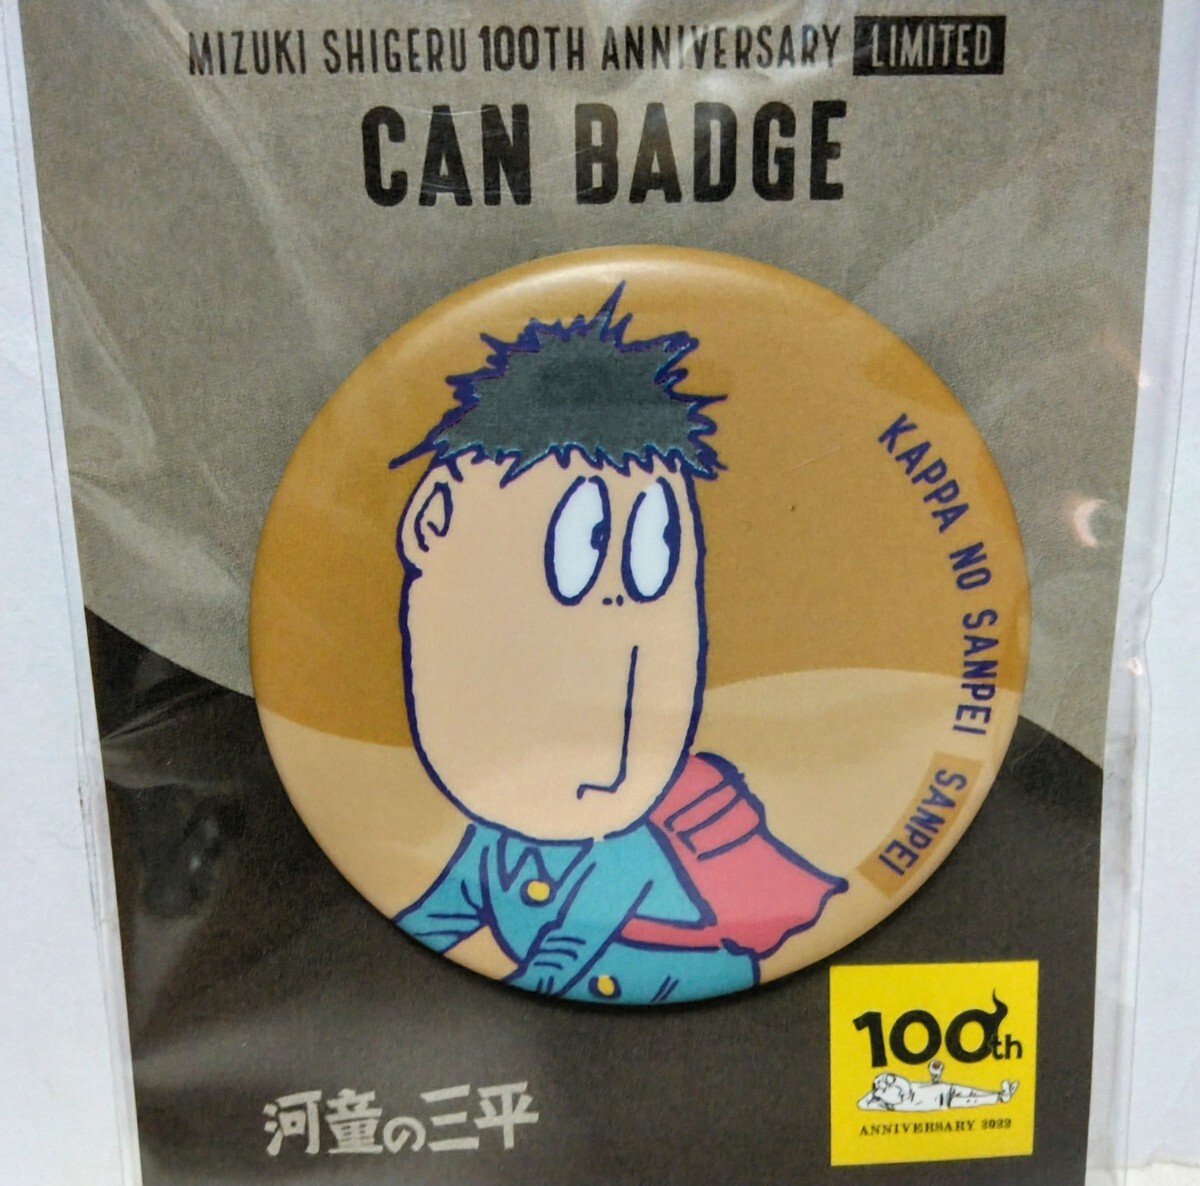 MIZUKI SHIGERU 100TH ANNIVERSARY LIMITED
CAN BADGE
KAPPA NO SANPEI SANPEI
河童の三平
100th
ANNIVERSARY 2022